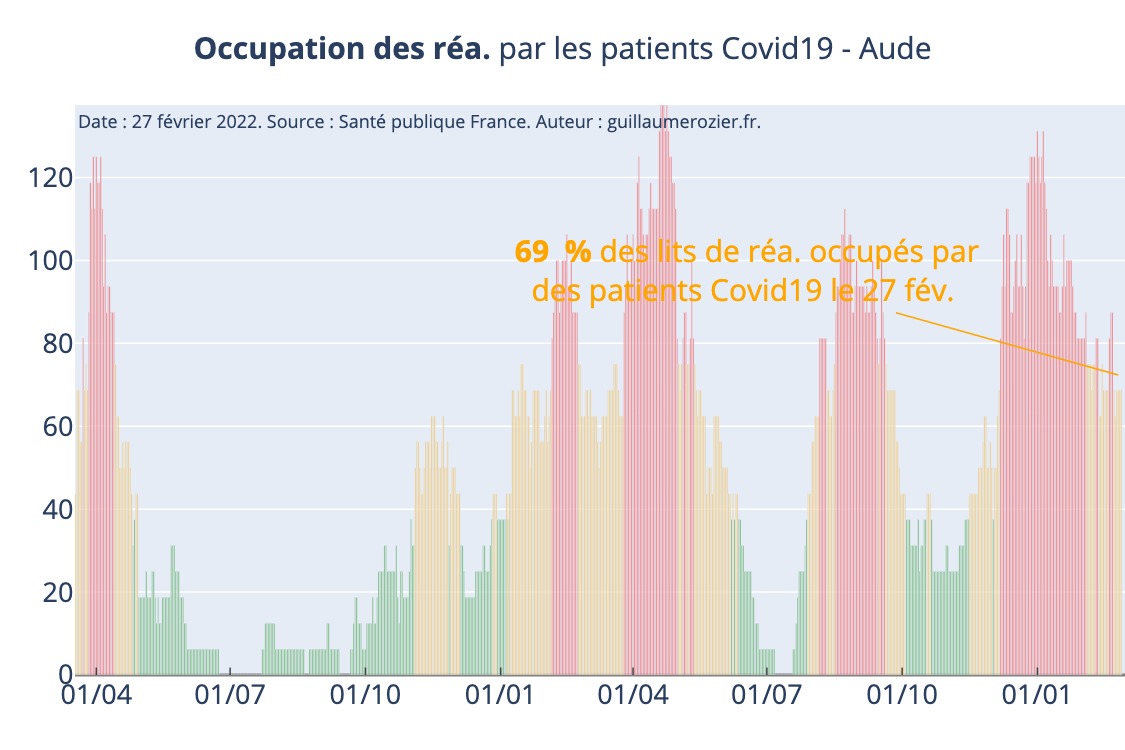 Occupation des réa. par les patients Covid19 - Aude
Date : 27 février 2022. Source : Santé publique France. Auteur : guillaumerozier.fr.
120
100
80
60
40
20
0
69 % des lits de réa. occupés par
des patients Covid19 le 27 fév.
01/04 01/07 01/10 01/01 01/04 01/07 01/10 01/01